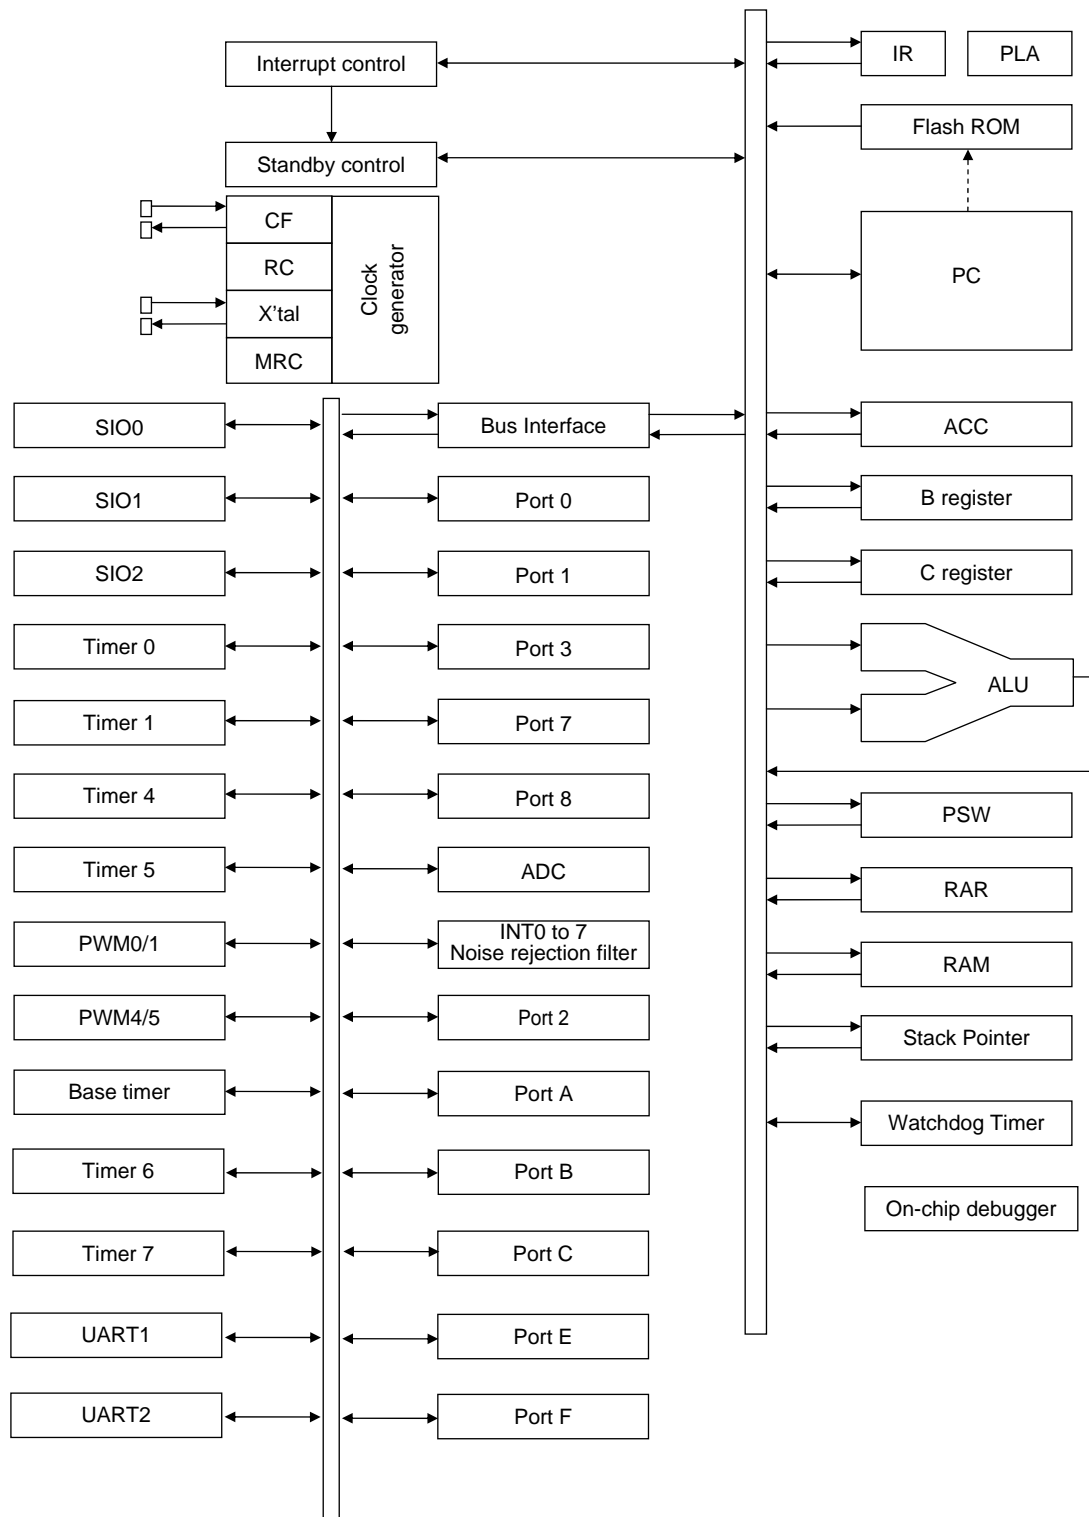 Interrupt control
IR
PLA
Flash ROM
Standby control
CF
RC
X'tal
MRC
Clock
generator
PC
SIO0
Bus Interface
ACC
SIO1
Port 0
B register
SIO2
Port 1
C register
Timer 0
Port 3
ALU
Timer 1
Port 7
Timer 4
Port 8
PSW
Timer 5
ADC
RAR
PWM0/1
INT0 to 7
Noise rejection filter
RAM
PWM4/5
Port 2
Stack Pointer
Base timer
Port A
Watchdog Timer
Timer 6
Port B
On-chip debugger
Timer 7
Port C
UART1
Port E
UART2
Port F